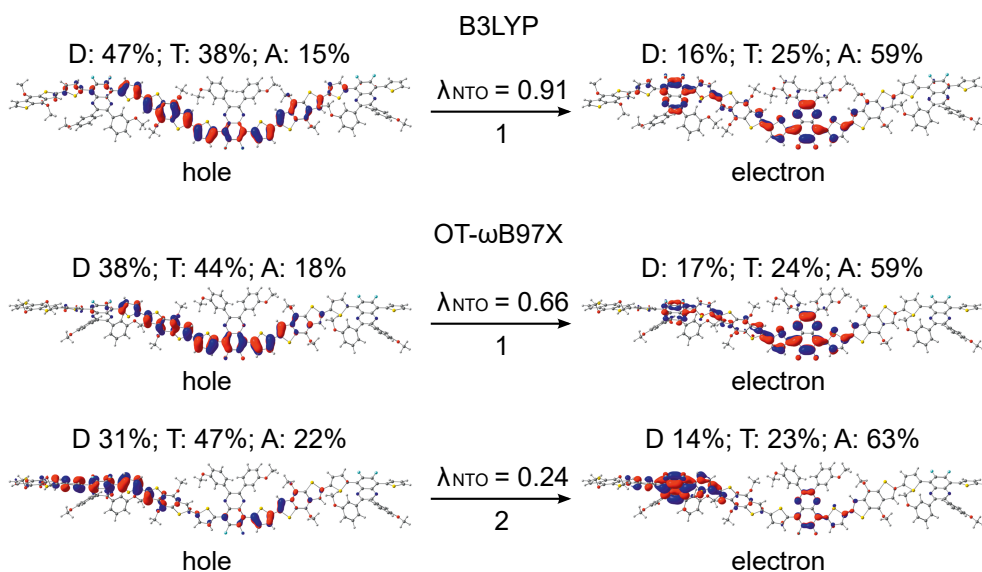 B3LYP
D: 47%; T: 38%; A: 15%
D: 16%; T: 25%; A: 59%
λNTO = 0.91
1
hole
electron
OT-ωB97X
D 38%; T: 44%; A: 18%
D: 17%; T: 24%; A: 59%
λNTO = 0.66
1
hole
electron
D 31%; T: 47%; A: 22%
D 14%; T: 23%; A: 63%
λNTO = 0.24
2
hole
electron